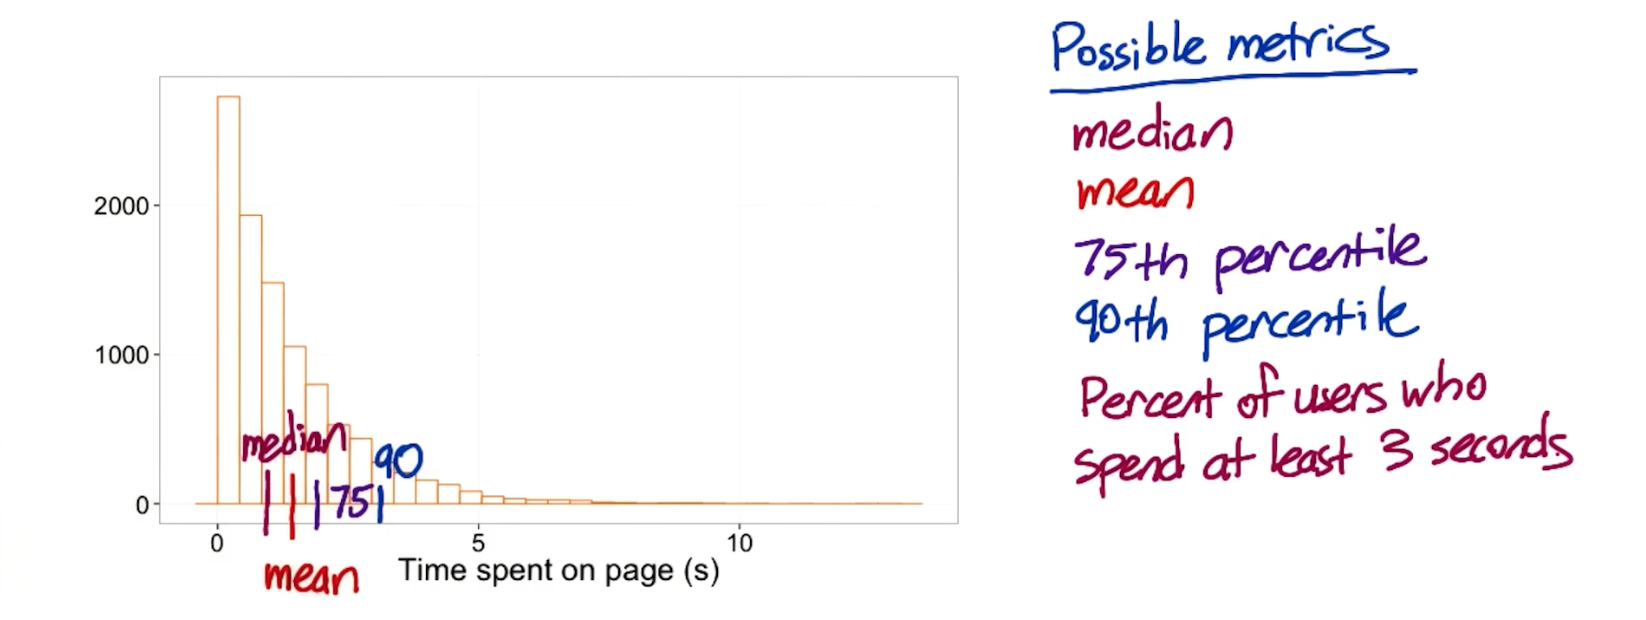 Possible metrics
median
mean
75th percentile
90th percentile
Percent of users who
spend at least 3 seconds
2000
1000
0
median
90
75
0
5
10
mean
Time spent on page (s)